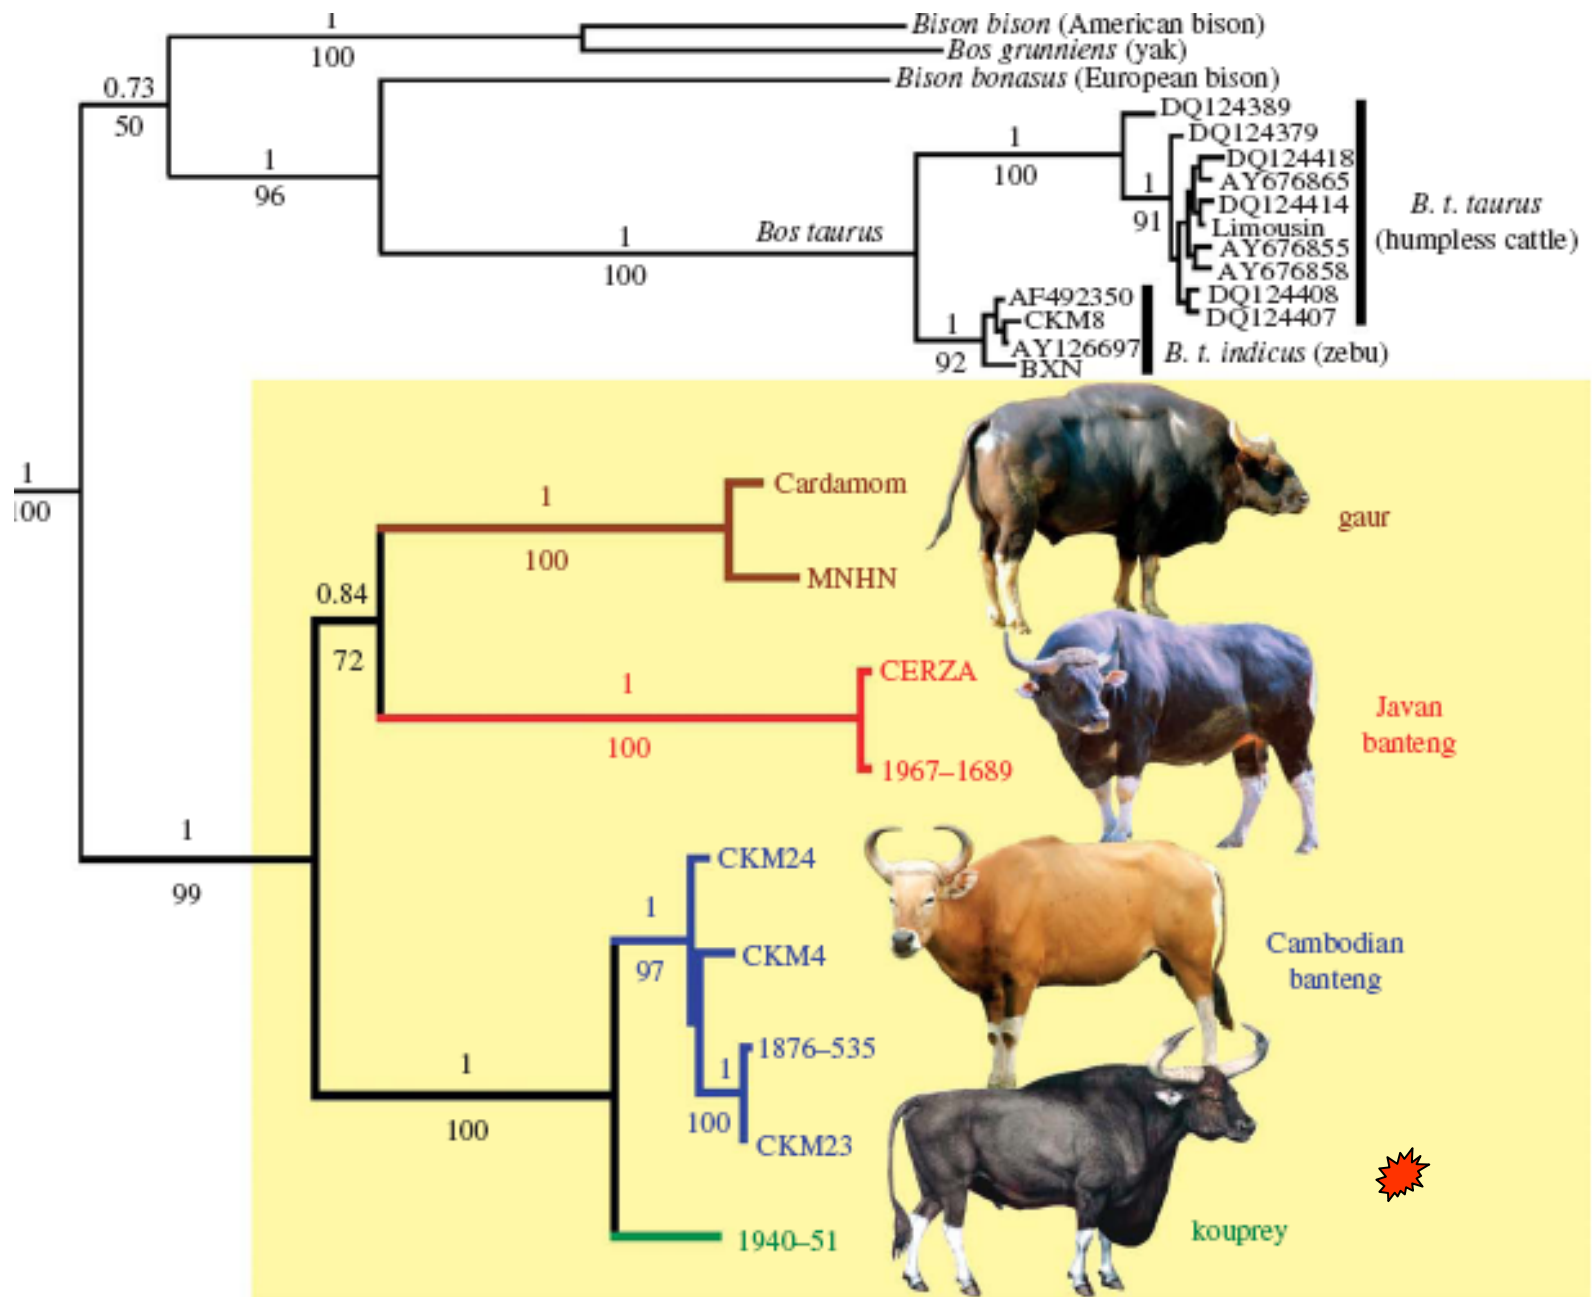 1
100
Bison bison (American bison)
Bos grunniens (yak)
0.73
50
Bison bonasus (European bison)
1
96
DQ124389
DQ124379
DQ124418
AY676865
DQ124414
Limousin
AY676855
AY676858
DQ124408
DQ124407
1
100
1
91
B. t. taurus
(humpless cattle)
Bos taurus
1
100
AF492350
CKM8
AY126697
BXN
1
92
B. t. indicus (zebu)
1
100
1
100
Cardamom
MNHN
gaur
0.84
72
1
100
CERZA
1967–1689
Javan
banteng
1
99
CKM24
CKM4
1
97
1876–535
1
100
CKM23
Cambodian
banteng
1
100
1940–51
kouprey